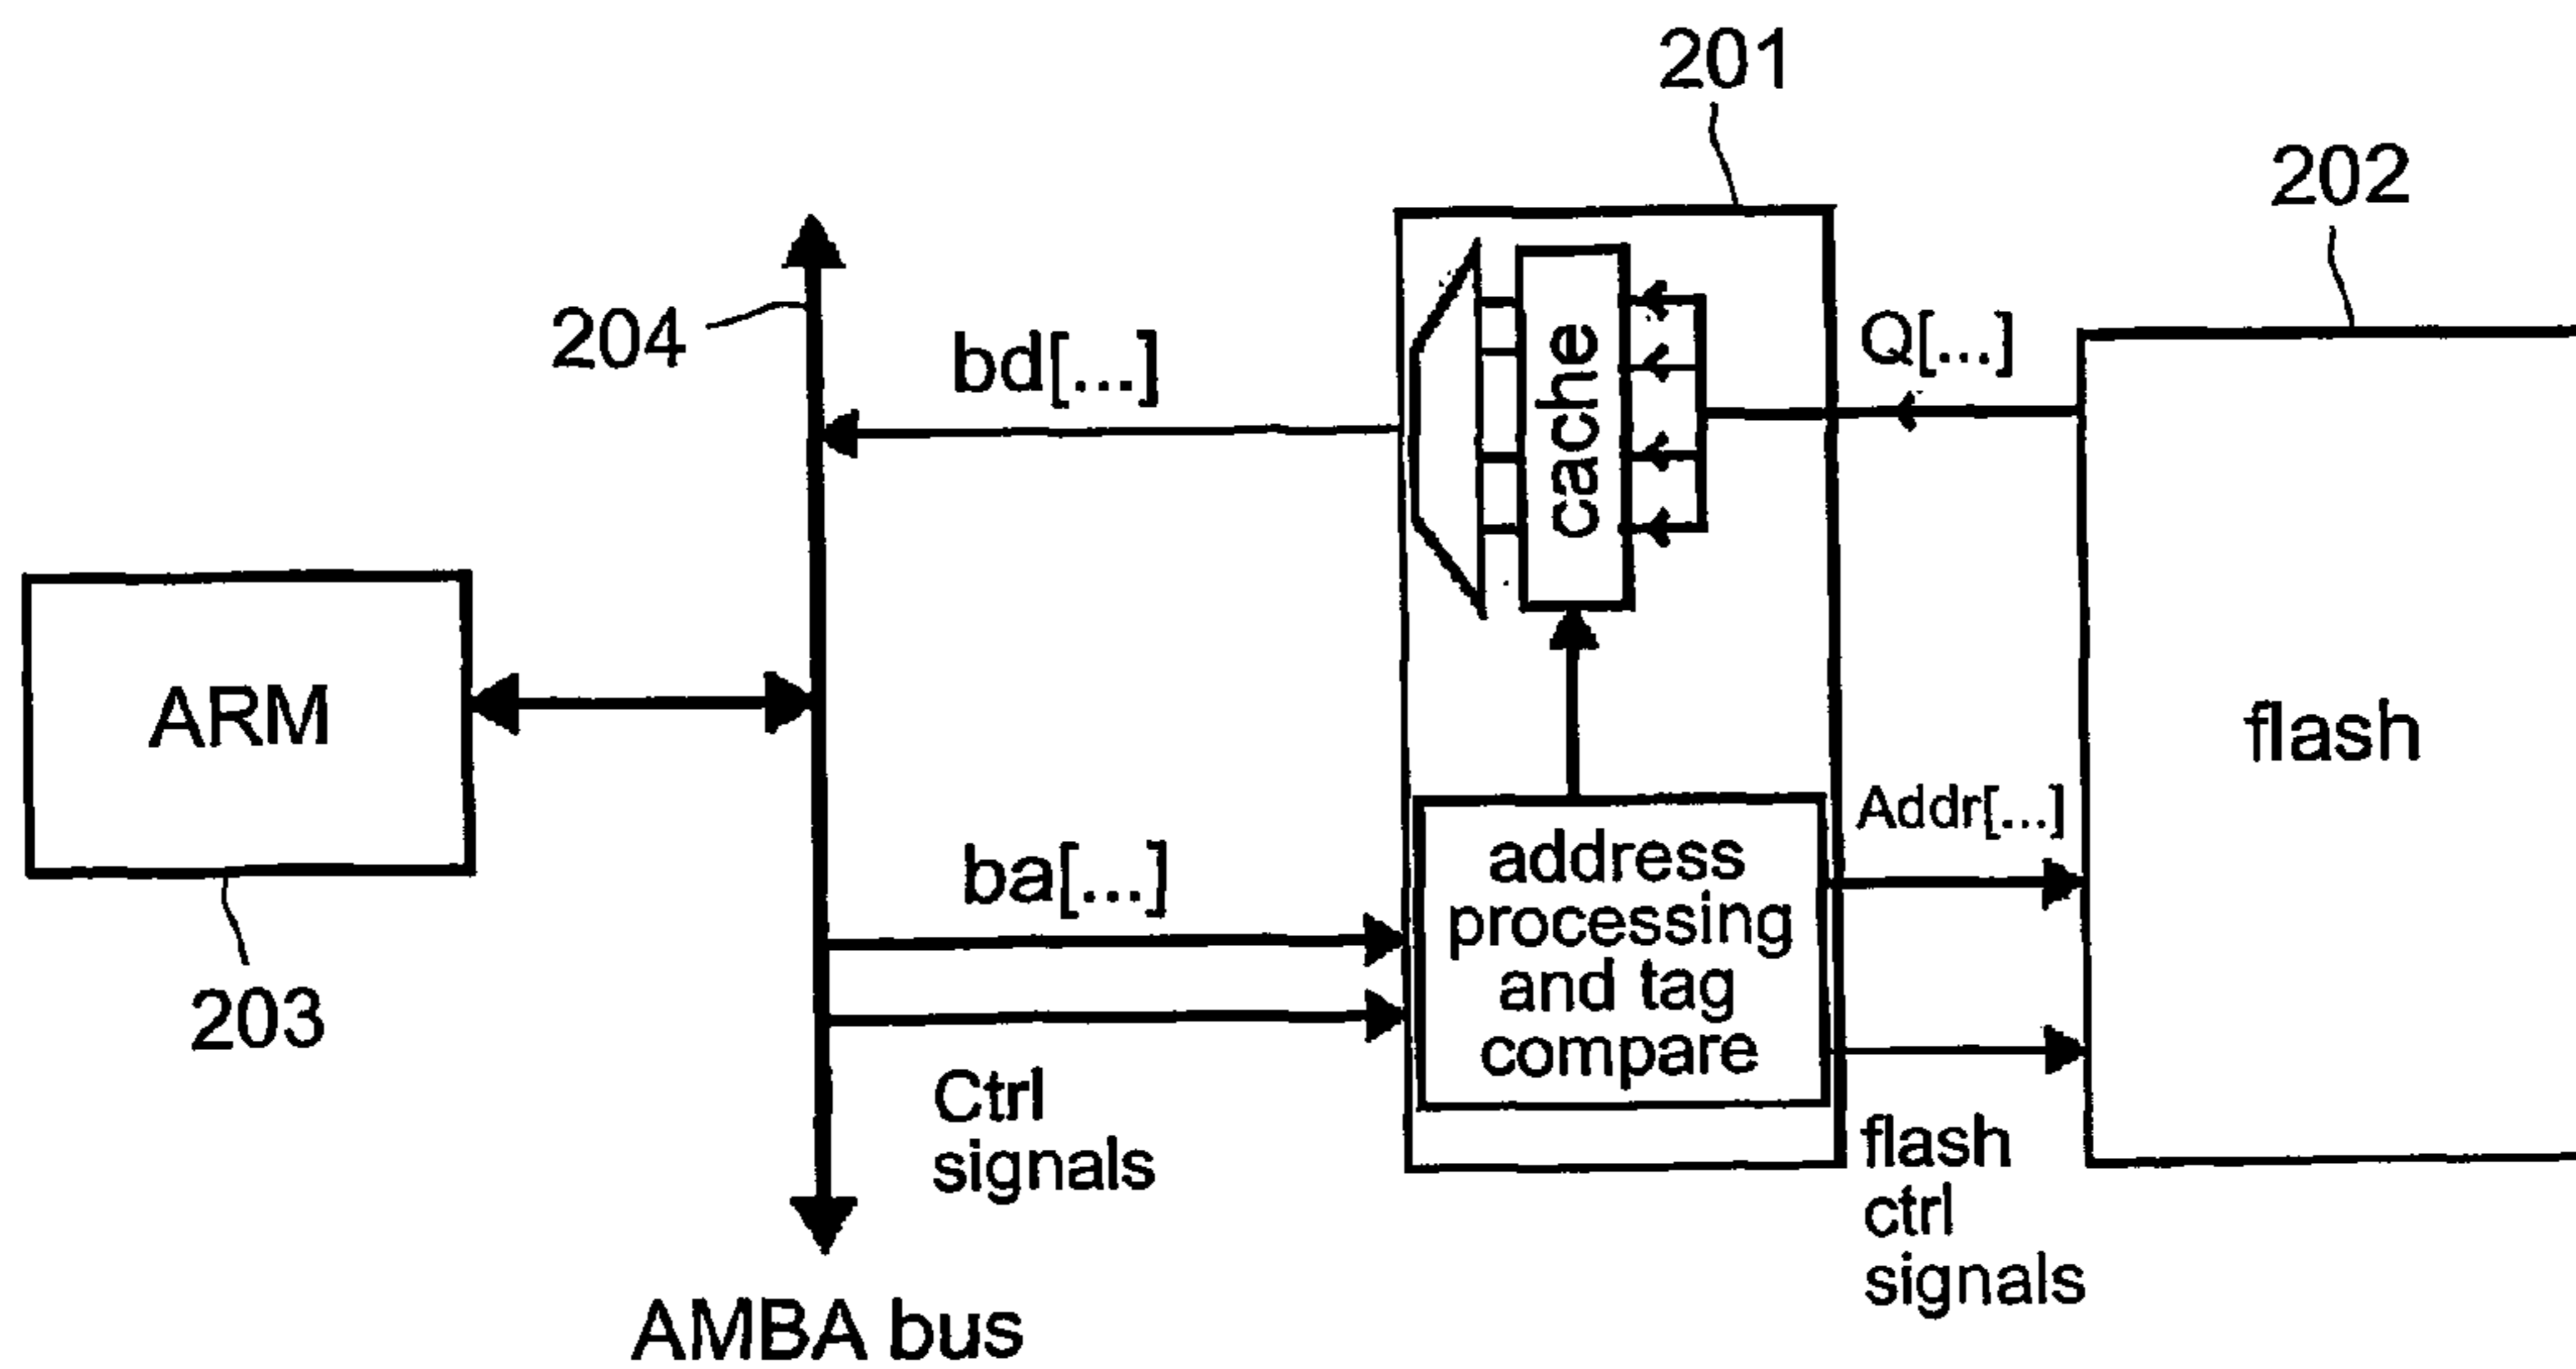 201
202
204
bd[...]
cache
Q[...]
ARM
flash
203
ba[...]
Ctrl
signals
address
processing
and tag
compare
Addr[...]
flash
ctrl
signals
AMBA bus